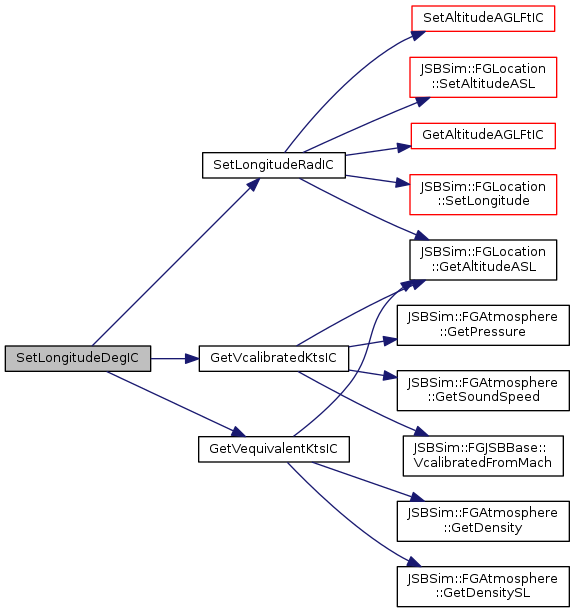 SetAltitudeAGLFtIC
JSBSim::FGLocation
::SetAltitudeASL
GetAltitudeAGLFtIC
SetLongitudeRadIC
JSBSim::FGLocation
::SetLongitude
JSBSim::FGLocation
::GetAltitudeASL
JSBSim::FGAtmosphere
::GetPressure
SetLongitudeDegIC
GetVcalibratedKtsIC
JSBSim::FGAtmosphere
::GetSoundSpeed
GetVequivalentKtsIC
JSBSim::FGJSBBase::
VcalibratedFromMach
JSBSim::FGAtmosphere
::GetDensity
JSBSim::FGAtmosphere
::GetDensitySL